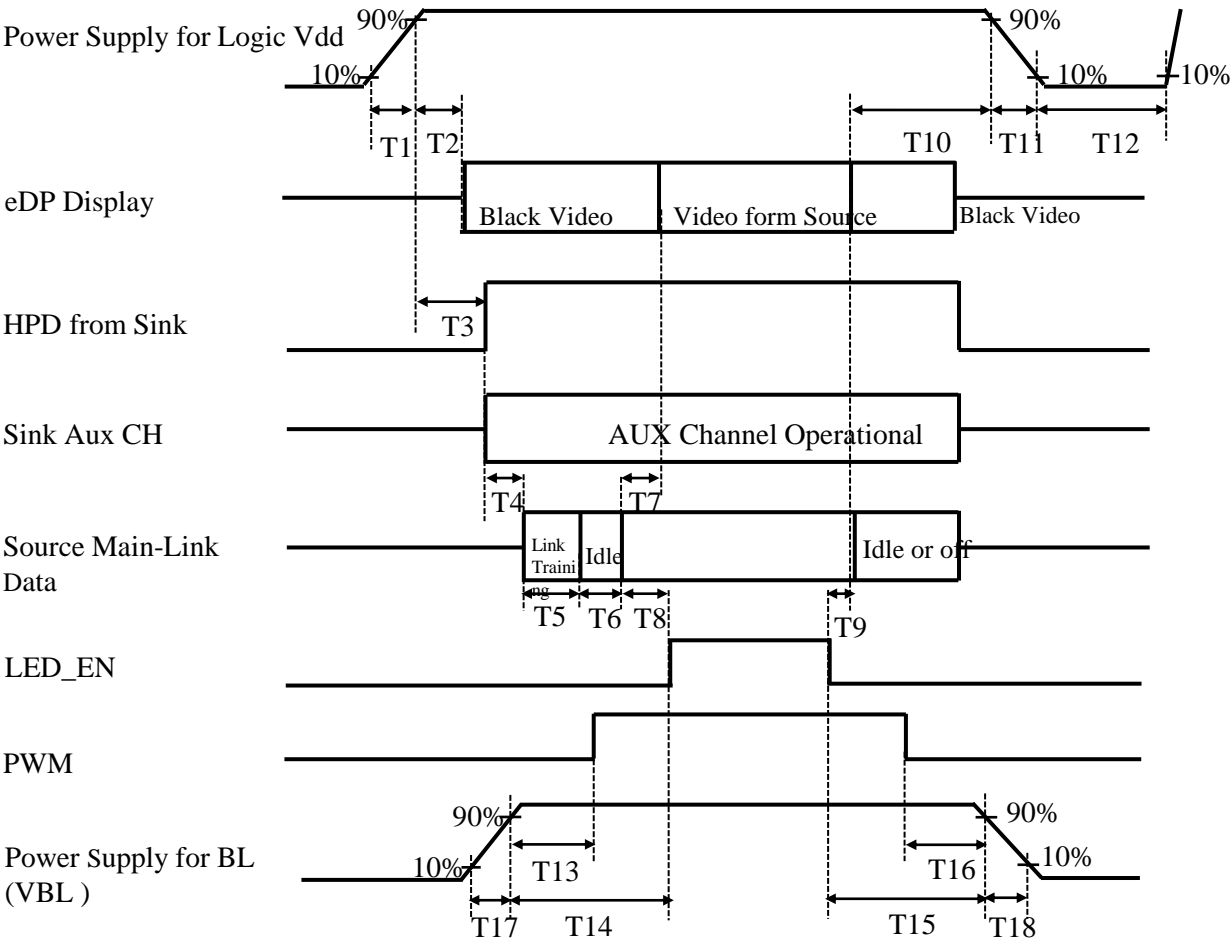 90%
90%
Power Supply for Logic Vdd
10%
10%
10%
T1
T2
T10
T11
T12
eDP Display
Black Video
Video form Source
Black Video
HPD from Sink
T3
Sink Aux CH
AUX Channel Operational
T4
T7
Source Main-Link
Data
Link
Traini
ng
Idle
Idle or off
T5
T6
T8
T9
LED_EN
PWM
90%
90%
Power Supply for BL
(VBL )
10%
10%
T13
T16
T17
T14
T15
T18